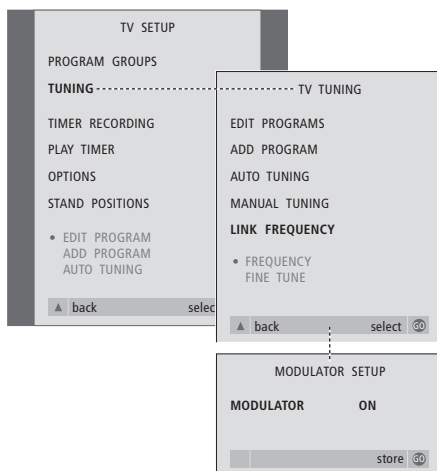 TV SETUP
PROGRAM GROUPS
TUNING
TIMER RECORDING
PLAY TIMER
OPTIONS
STAND POSITIONS
• EDIT PROGRAM
ADD PROGRAM
AUTO TUNING
▲ back selec
TV TUNING
EDIT PROGRAMS
ADD PROGRAM
AUTO TUNING
MANUAL TUNING
LINK FREQUENCY
• FREQUENCY
FINE TUNE
▲ back select GO
MODULATOR SETUP
MODULATOR ON
store GO